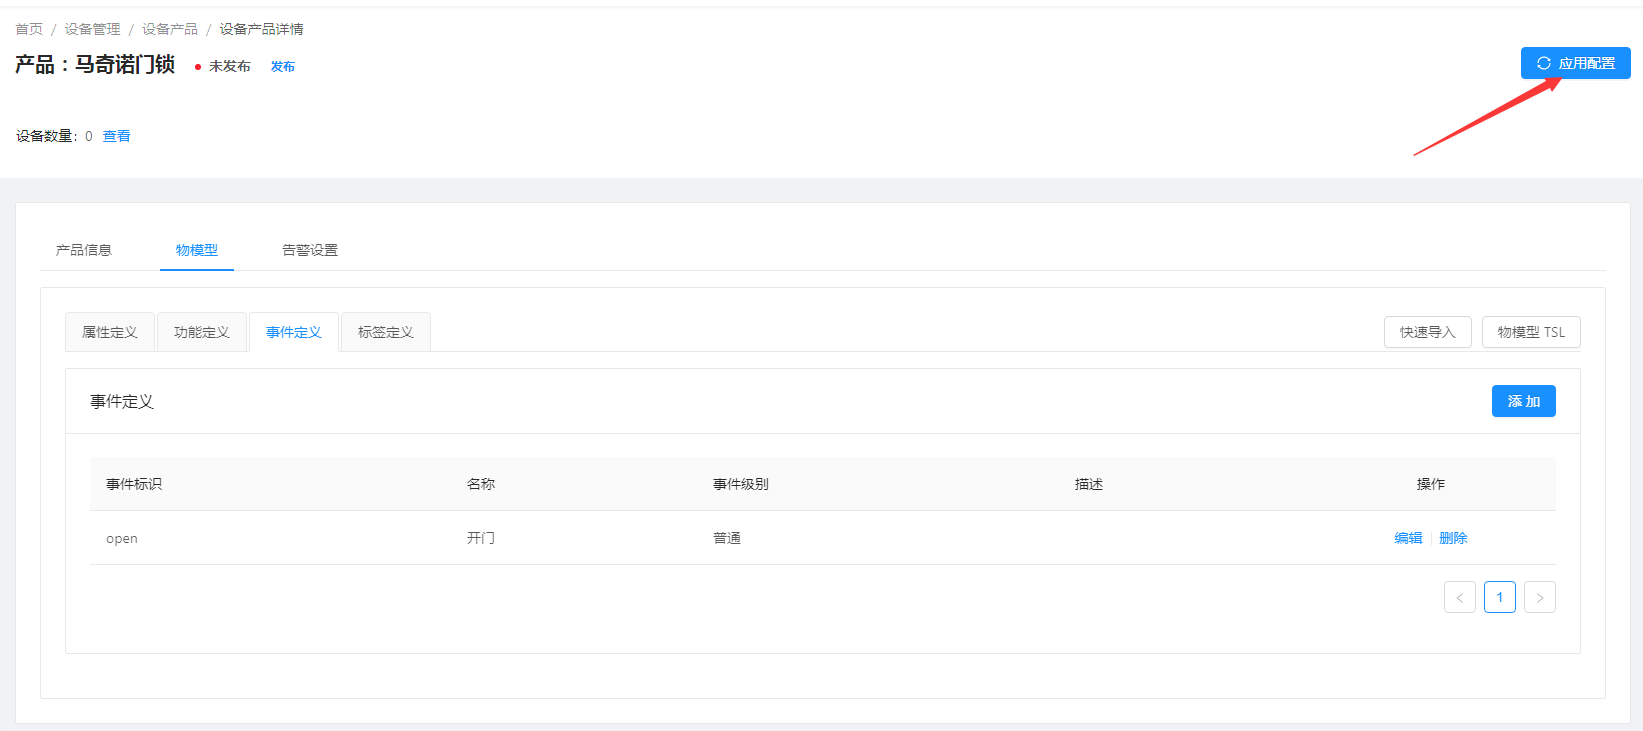 首页 / 设备管理 / 设备产品 / 设备产品详情
产品：马奇诺门锁 未发布 发布 应用配置
设备数量：0 查看
产品信息 物模型 告警设置
属性定义 功能定义 事件定义 标签定义 快速导入 物模型 TSL
事件定义 添加
事件标识 名称 事件级别 描述 操作
open 开门 普通 编辑 删除
< 1 >